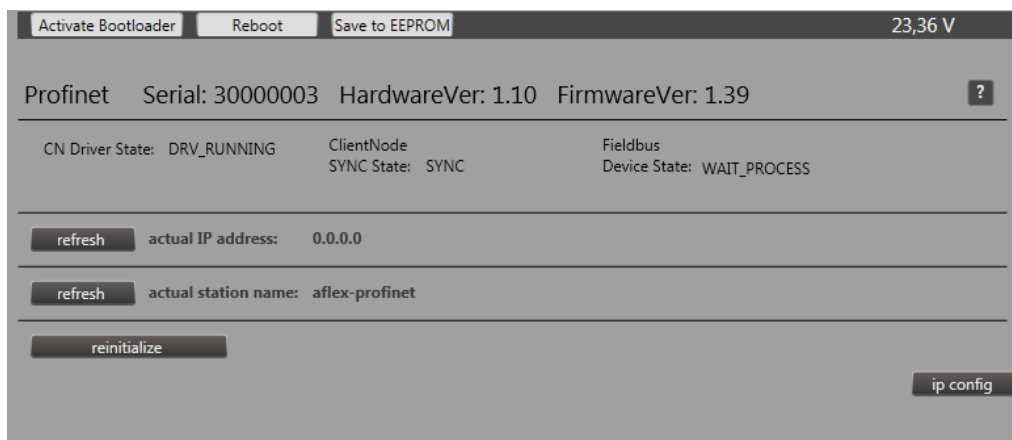 Activate Bootloader Reboot Save to EEPROM 23,36 V
Profinet Serial: 30000003 HardwareVer: 1.10 FirmwareVer: 1.39 ?
CN Driver State: DRV_RUNNING
ClientNode
SYNC State: SYNC
Fieldbus
Device State: WAIT_PROCESS
refresh actual IP address: 0.0.0.0
refresh actual station name: aflex-profinet
reinitialize
ip config